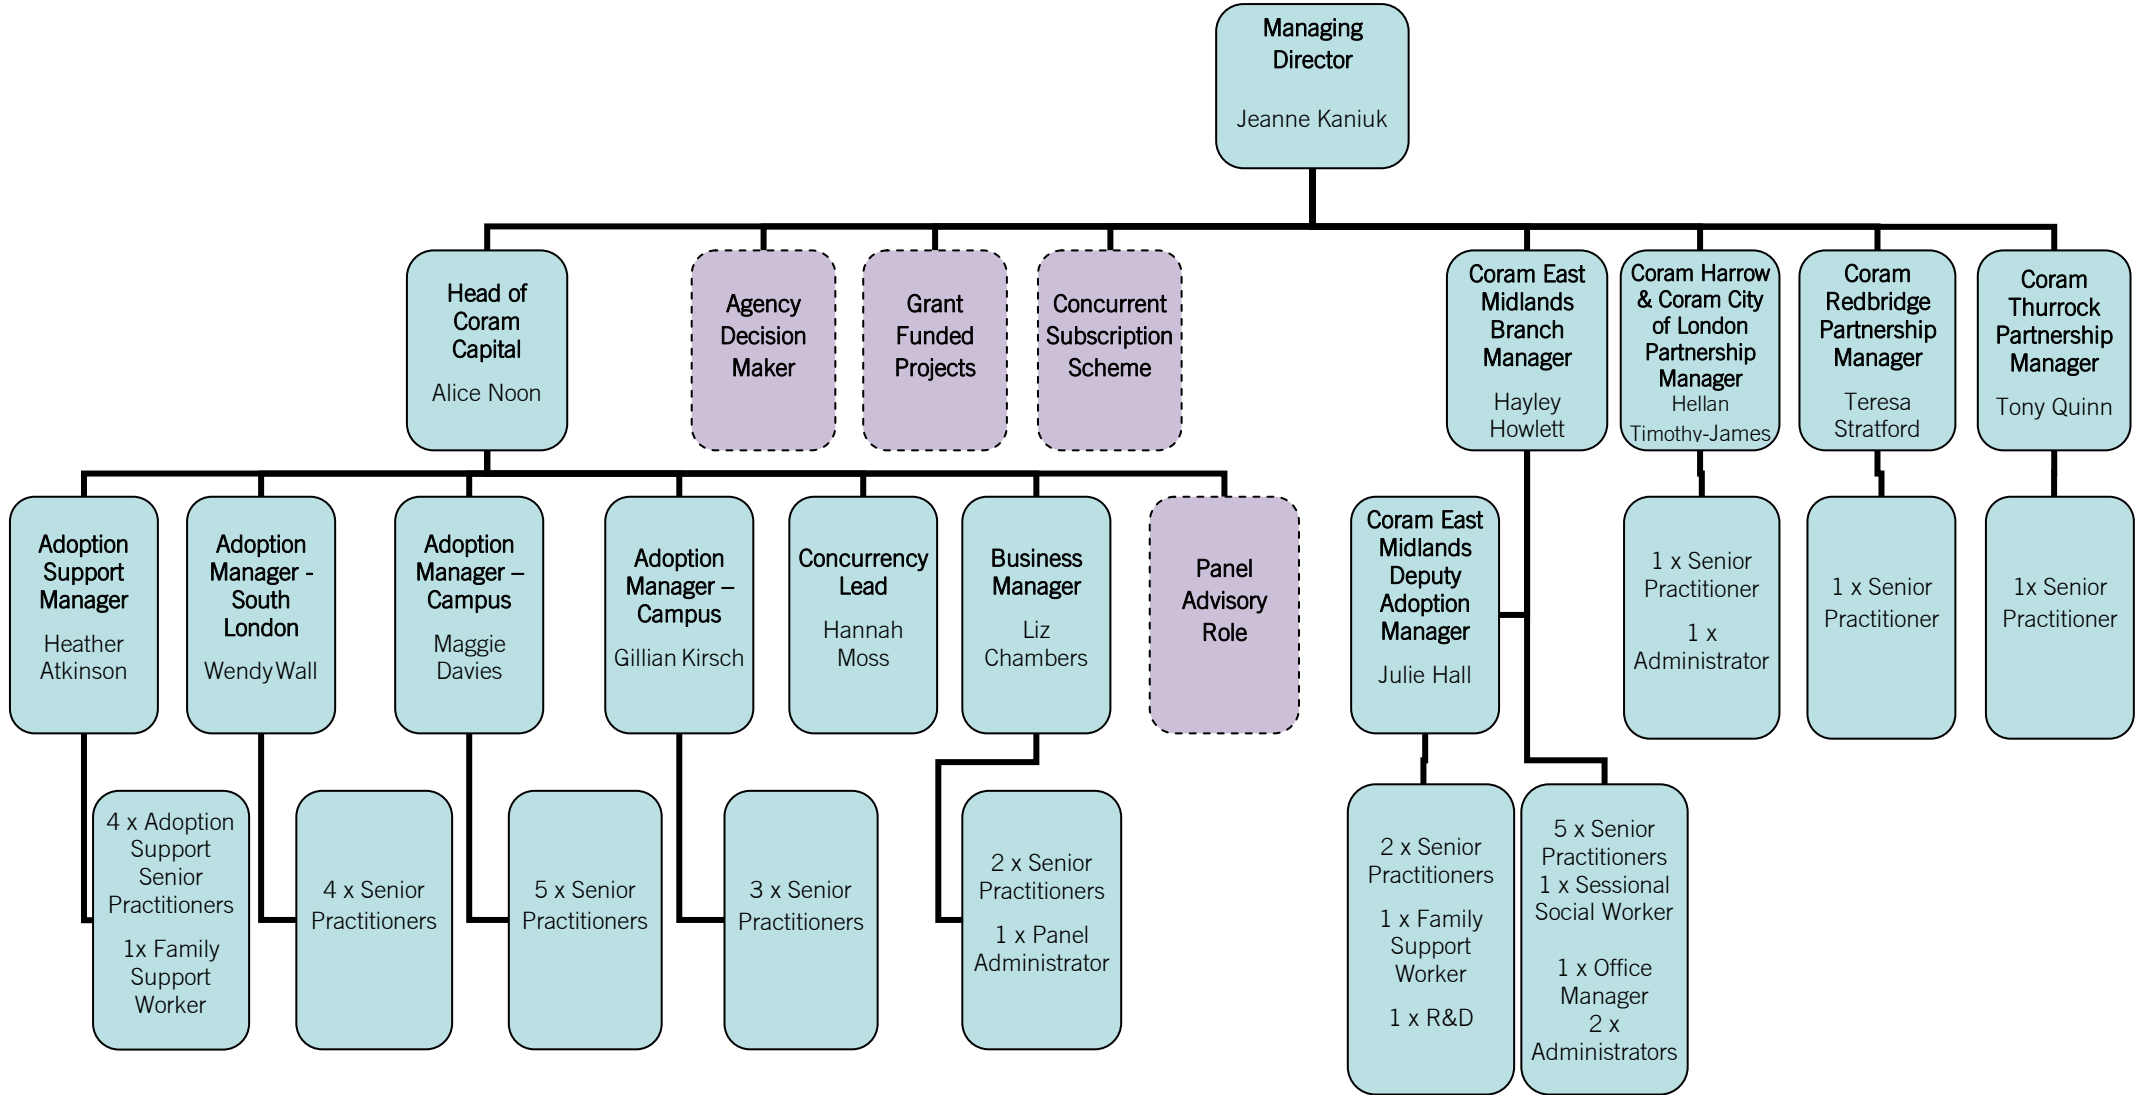 Managing
Director
Jeanne Kaniuk
Head of
Coram
Capital
Alice Noon
Agency
Decision
Maker
Grant
Funded
Projects
Concurrent
Subscription
Scheme
Coram East
Midlands
Branch
Manager
Hayley
Howlett
Coram Harrow
& Coram City
of London
Partnership
Manager
Hellan
Timothy-James
Coram
Redbridge
Partnership
Manager
Teresa
Stratford
Coram
Thurrock
Partnership
Manager
Tony Quinn
Adoption
Support
Manager
Heather
Atkinson
Adoption
Manager -
South
London
Wendy Wall
Adoption
Manager –
Campus
Maggie
Davies
Adoption
Manager –
Campus
Gillian Kirsch
Concurrency
Lead
Hannah
Moss
Business
Manager
Liz
Chambers
Panel
Advisory
Role
Coram East
Midlands
Deputy
Adoption
Manager
Julie Hall
1 x Senior
Practitioner
1 x
Administrator
1 x Senior
Practitioner
1x Senior
Practitioner
4 x Adoption
Support
Senior
Practitioners
1x Family
Support
Worker
4 x Senior
Practitioners
5 x Senior
Practitioners
3 x Senior
Practitioners
2 x Senior
Practitioners
1 x Panel
Administrator
2 x Senior
Practitioners
1 x Family
Support
Worker
1 x R&D
5 x Senior
Practitioners
1 x Sessional
Social Worker
1 x Office
Manager
2 x
Administrators